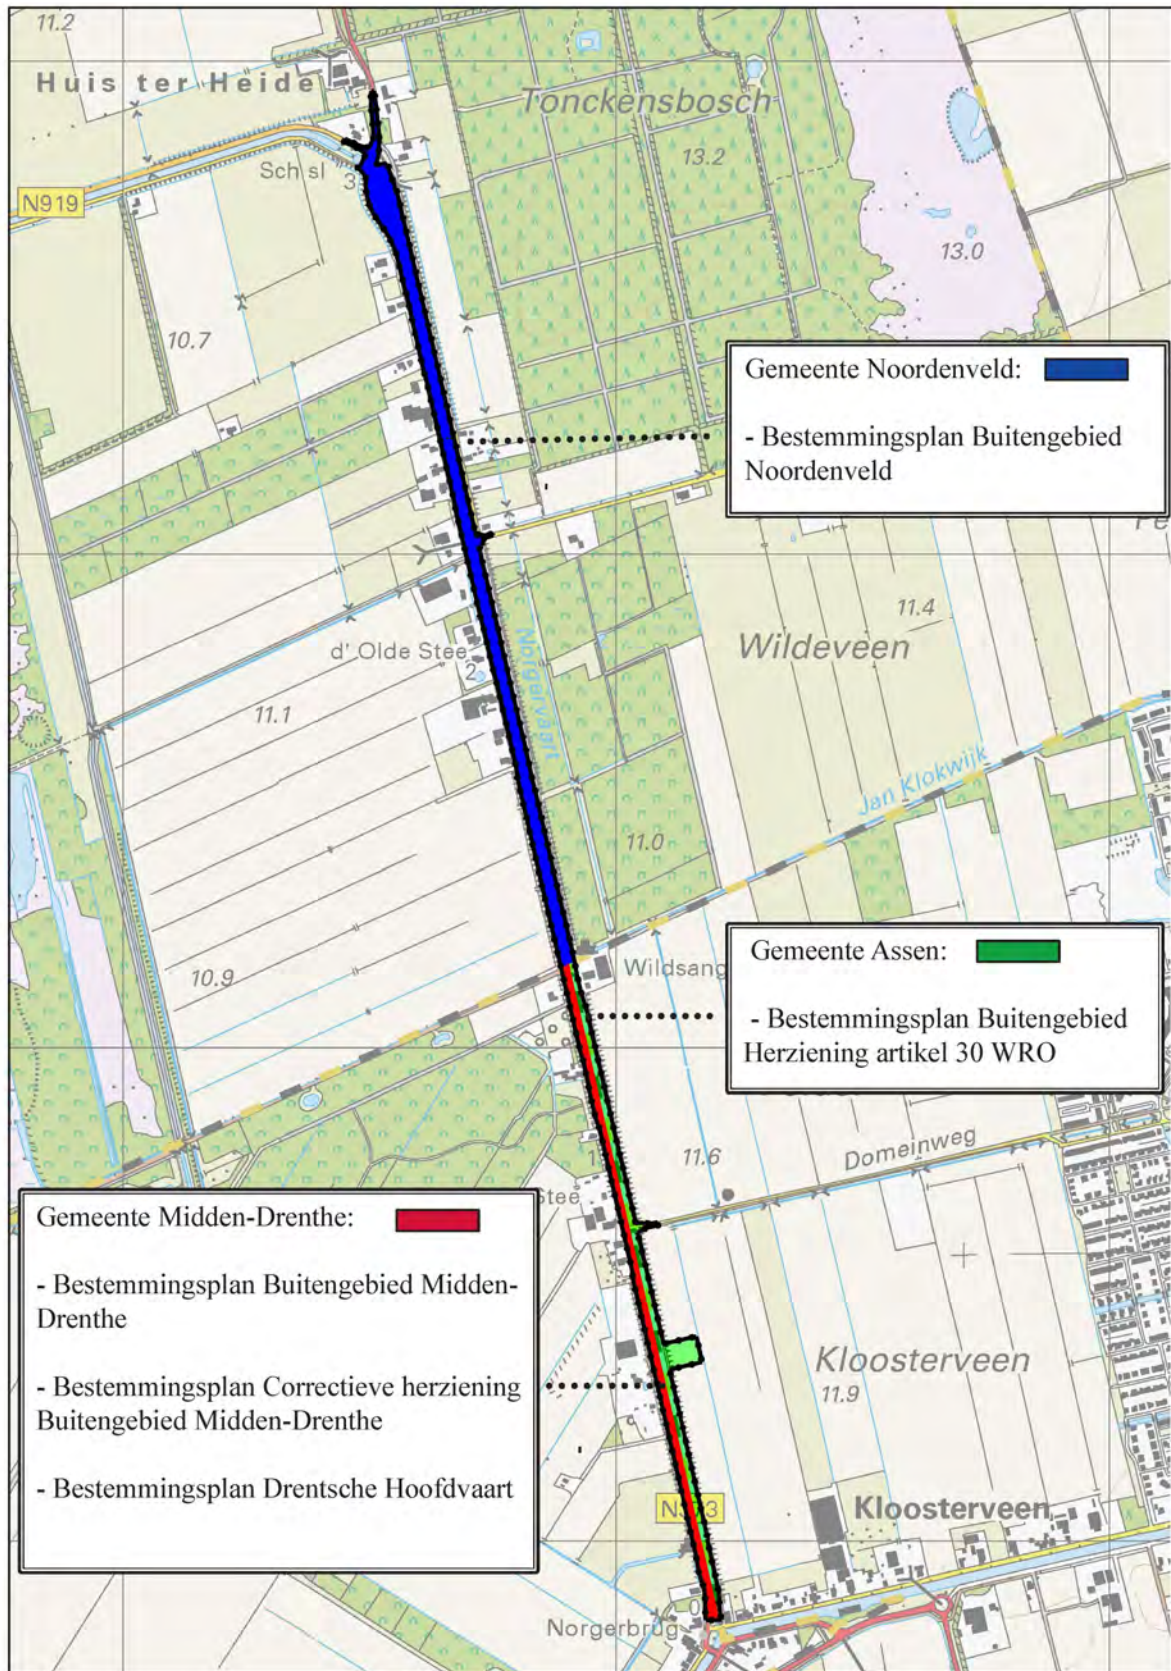 11.2
Huis ter Heide
Tonckensbosch
13.2
Sch sl
3
N919
13.0
10.7
Gemeente Noordenveld:
- Bestemmingsplan Buitengebied
Noordenveld
11.4
Wildeveen
Norgervaart
d' Olde Stee
2
11.1
Jan Klokwijk
11.0
Gemeente Assen:
- Bestemmingsplan Buitengebied
Herziening artikel 30 WRO
Wildsang
10.9
Domeinweg
11.6
1
stee
Gemeente Midden-Drenthe:
- Bestemmingsplan Buitengebied Midden-
Drenthe
- Bestemmingsplan Correctieve herziening
Buitengebied Midden-Drenthe
- Bestemmingsplan Drentsche Hoofdvaart
Kloosterveen
11.9
Kloosterveen
0
Norgerbrug